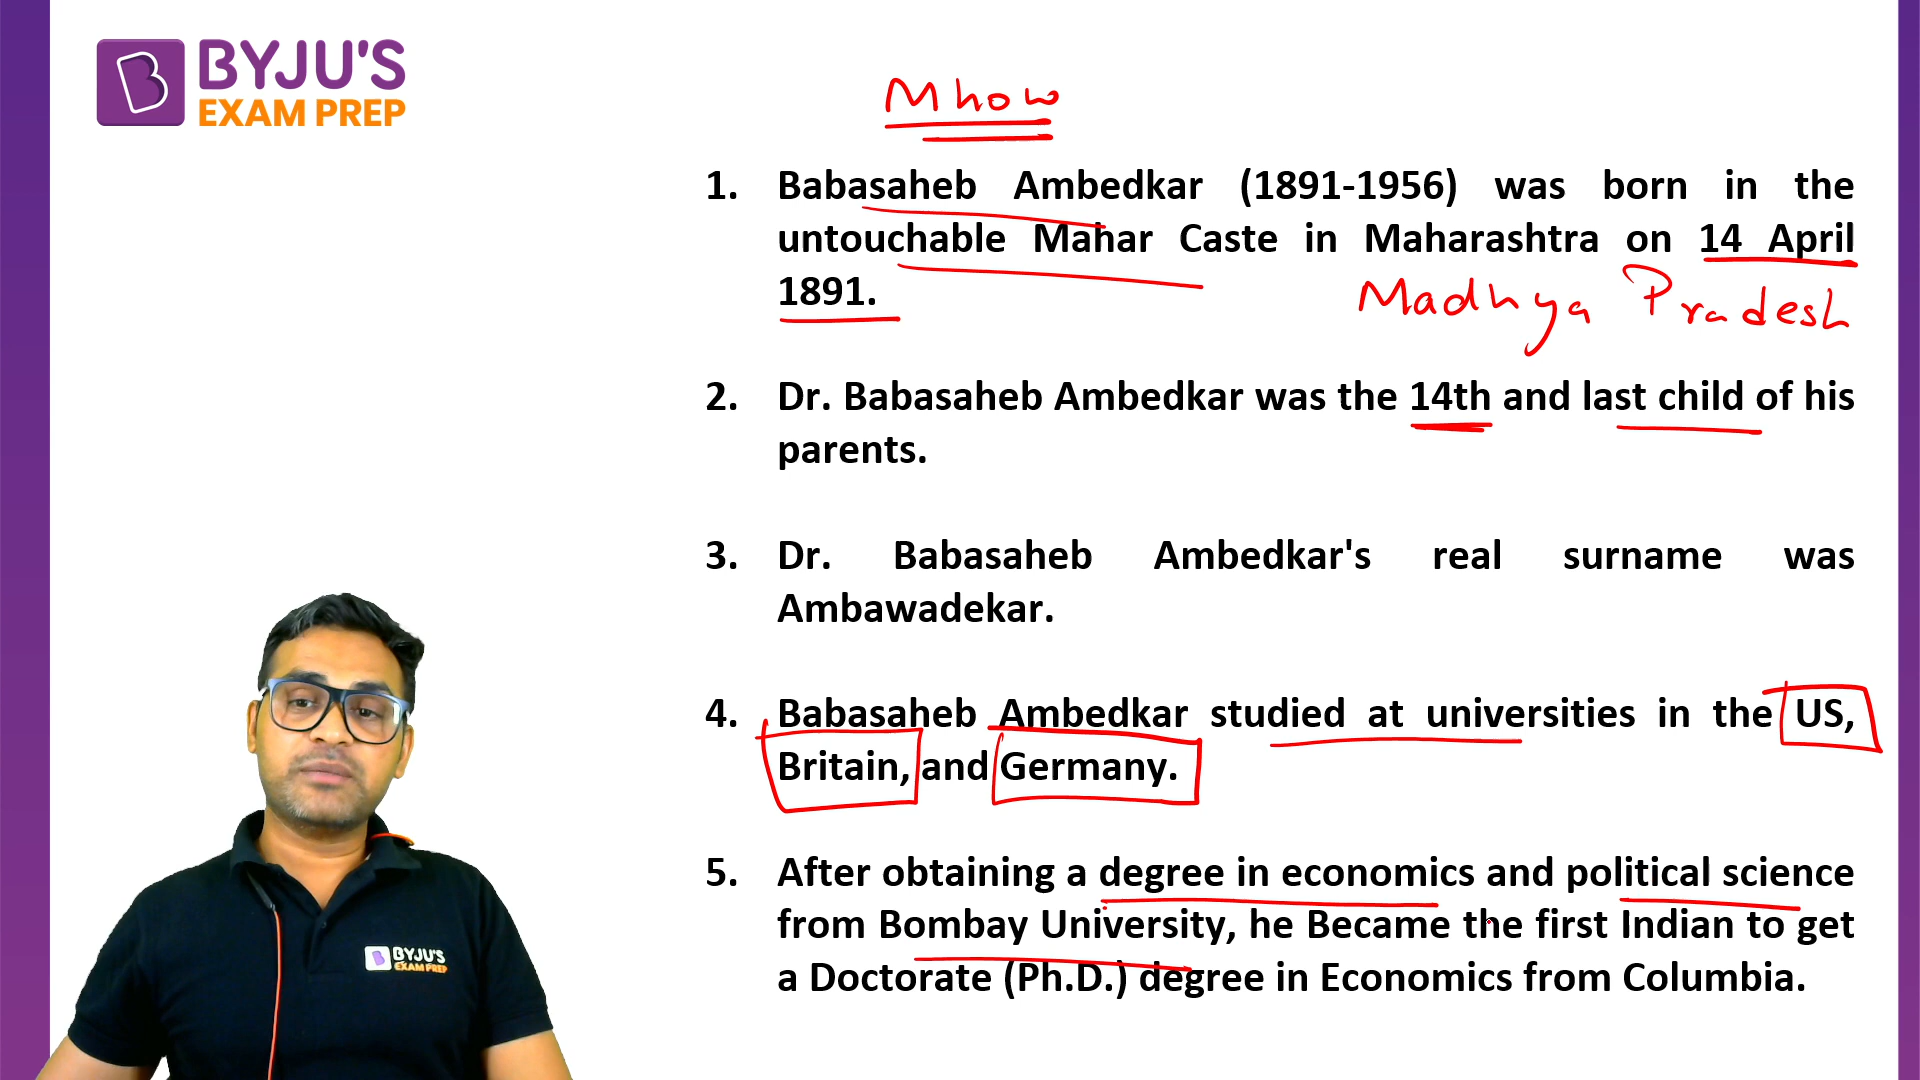 BYJU'S
EXAM PREP
Mhow
1. Babasaheb Ambedkar (1891-1956) was born in the
untouchable Mahar Caste in Maharashtra on 14 April
1891.
Madhya Pradesh
2. Dr. Babasaheb Ambedkar was the 14th and last child of his
parents.
3. Dr. Babasaheb Ambedkar's real surname was
Ambawadekar.
4. Babasaheb Ambedkar studied at universities in the US,
Britain, and Germany.
5. After obtaining a degree in economics and political science
from Bombay University, he Became the first Indian to get
a Doctorate (Ph.D.) degree in Economics from Columbia.
BYJU'S
EXAM PREP